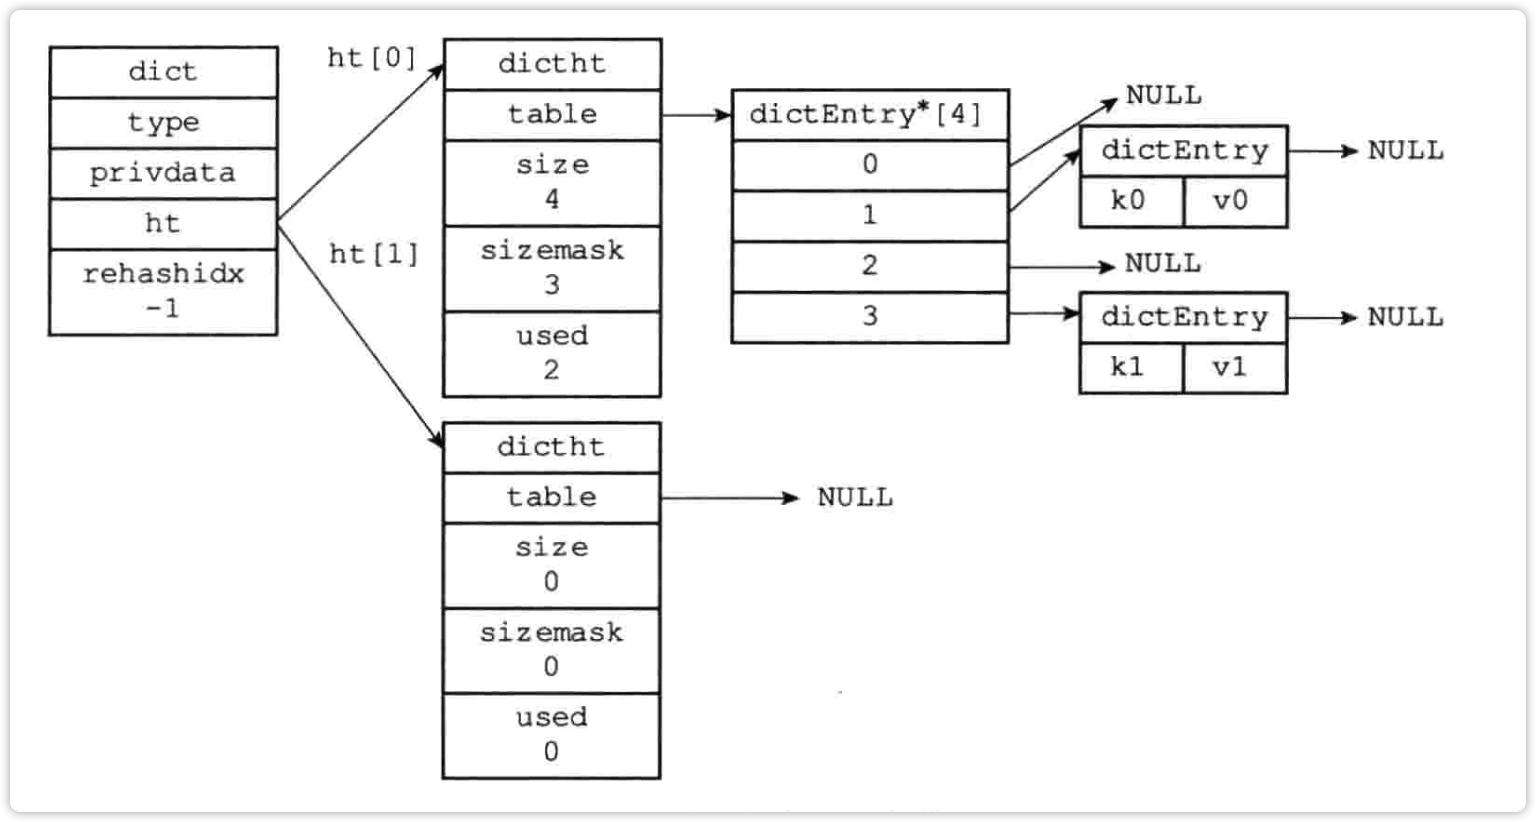 dict
type
privdata
ht
rehashidx
-1
ht[0]
ht[1]
dictht
table
size
4
sizemask
3
used
2
dictht
table
size
0
sizemask
0
used
0
NULL
dictEntry*[4]
0
1
2
3
NULL
dictEntry
k0 v0
NULL
NULL
dictEntry
k1 v1
NULL